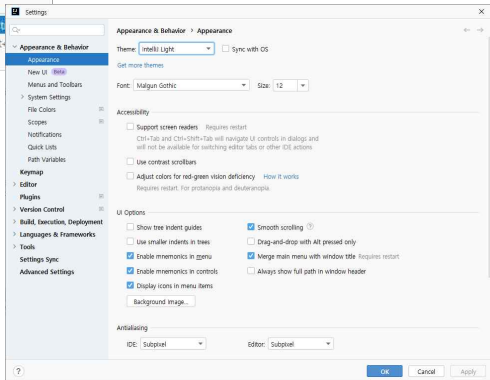 Settings
Appearance & Behavior
Appearance
New UI Beta
Menus and Toolbars
System Settings
File Colors
Scopes
Notifications
Quick Lists
Path Variables
Keymap
Editor
Plugins
Version Control
Build, Execution, Deployment
Languages & Frameworks
Tools
Settings Sync
Advanced Settings
Appearance & Behavior › Appearance
Theme: IntelliJ Light Sync with OS
Get more themes
Font: Malgun Gothic Size: 12
Accessibility
Support screen readers Requires restart
Ctrl+Tab and Ctrl+Shift+Tab will navigate UI controls in dialogs and
will not be available for switching editor tabs or other IDE actions
Use contrast scrollbars
Adjust colors for red-green vision deficiency How it works
Requires restart. For protanopia and deuteranopia.
UI Options
Show tree indent guides Smooth scrolling ?
Use smaller indents in trees Drag-and-drop with Alt pressed only
Enable mnemonics in menu Merge main menu with window title Requires restart
Enable mnemonics in controls Always show full path in window header
Display icons in menu items
Background Image...
Antialiasing
IDE: Subpixel Editor: Subpixel
? OK Cancel Apply